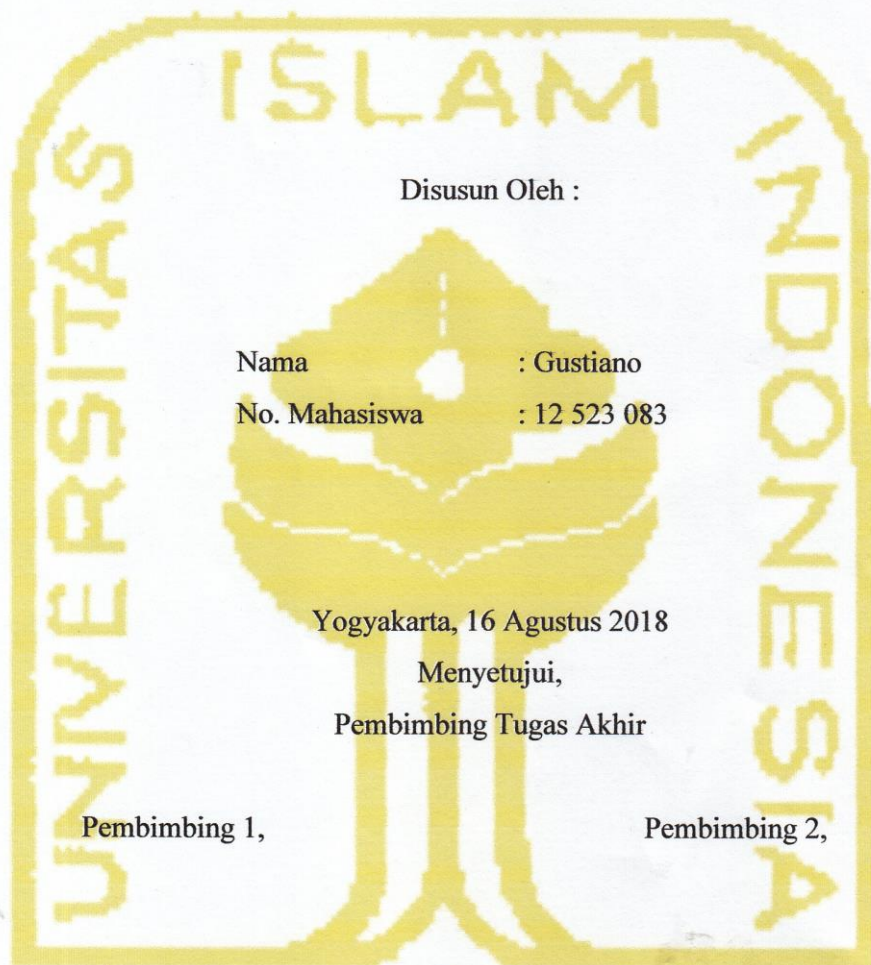 UNIVERSITAS ISLAM INDONESIA
Disusun Oleh :
Nama : Gustiano
No. Mahasiswa : 12 523 083
Yogyakarta, 16 Agustus 2018
Menyetujui,
Pembimbing Tugas Akhir
Pembimbing 1, Pembimbing 2,